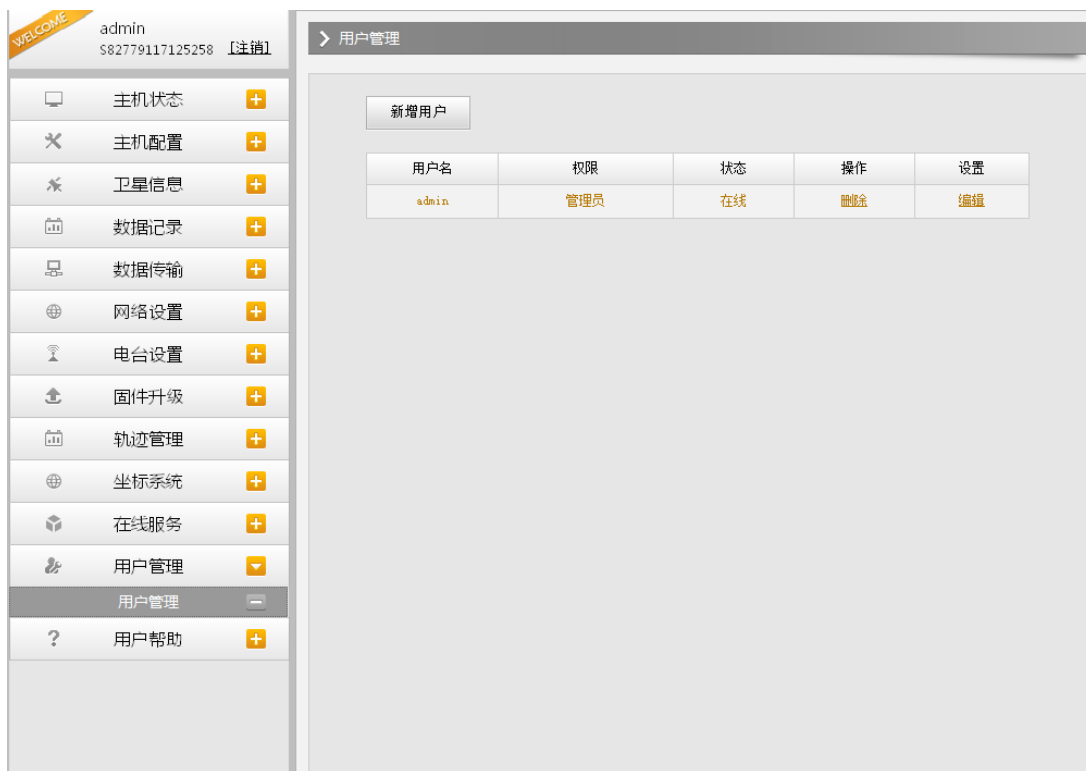 WELCOME
admin
S82779117125258 [注销]
主机状态
主机配置
卫星信息
数据记录
数据传输
网络设置
电台设置
固件升级
轨迹管理
坐标系统
在线服务
用户管理
用户管理
用户帮助
用户管理
新增用户
用户名 权限 状态 操作 设置
admin 管理员 在线 删除 编辑